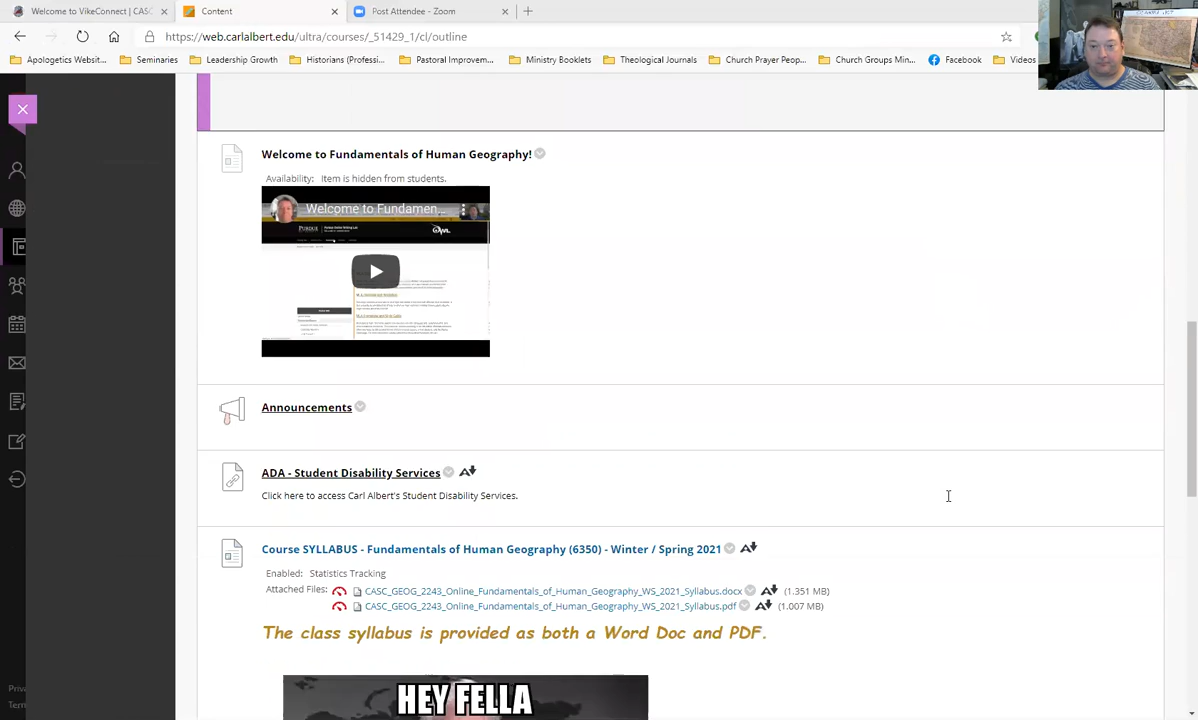 Welcome to VikeConnect | CASC
Content
Post Attendee - Zoom
https://web.carlalbert.edu/ultra/courses/_51429_1/cl/outline
Apologetics Websit...
Seminaries
Leadership Growth
Historians (Professi...
Pastoral Improvem...
Ministry Booklets
Theological Journals
Church Prayer Peop...
Church Groups Min...
Facebook
Videos
Welcome to Fundamentals of Human Geography!
Availability: Item is hidden from students.
Welcome to Fundamen...
PURDUE
OWL
Announcements
ADA - Student Disability Services
Click here to access Carl Albert's Student Disability Services.
Course SYLLABUS - Fundamentals of Human Geography (6350) - Winter / Spring 2021
Enabled: Statistics Tracking
Attached Files: CASC_GEOG_2243_Online_Fundamentals_of_Human_Geography_WS_2021_Syllabus.docx (1.351 MB)
CASC_GEOG_2243_Online_Fundamentals_of_Human_Geography_WS_2021_Syllabus.pdf (1.007 MB)
The class syllabus is provided as both a Word Doc and PDF.
Priva
Term
HEY FELLA